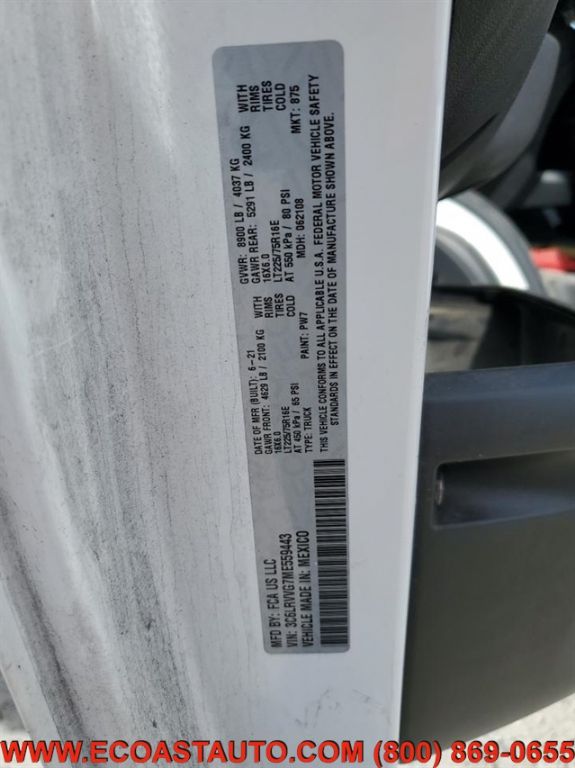 MFD BY: FCA US LLC
DATE OF MFR (BUILT): 6-21
GVWR: 8900 LB / 4037 KG
GAWR FRONT: 4629 LB / 2100 KG WITH
GAWR REAR: 5291 LB / 2400 KG WITH
16X6.0 RIMS
16X6.0 RIMS
LT225/75R16E TIRES
LT225/75R16E TIRES
AT 450 kPa / 65 PSI COLD
AT 550 kPa / 80 PSI COLD
VIN: 3C6LRVVG7ME559443
TYPE: TRUCK
PAINT: PW7
MDH: 062108
MKT: 875
VEHICLE MADE IN: MEXICO
THIS VEHICLE CONFORMS TO ALL APPLICABLE U.S.A. FEDERAL MOTOR VEHICLE SAFETY
STANDARDS IN EFFECT ON THE DATE OF MANUFACTURE SHOWN ABOVE.
WWW.ECOASTAUTO.COM (800) 869-0655